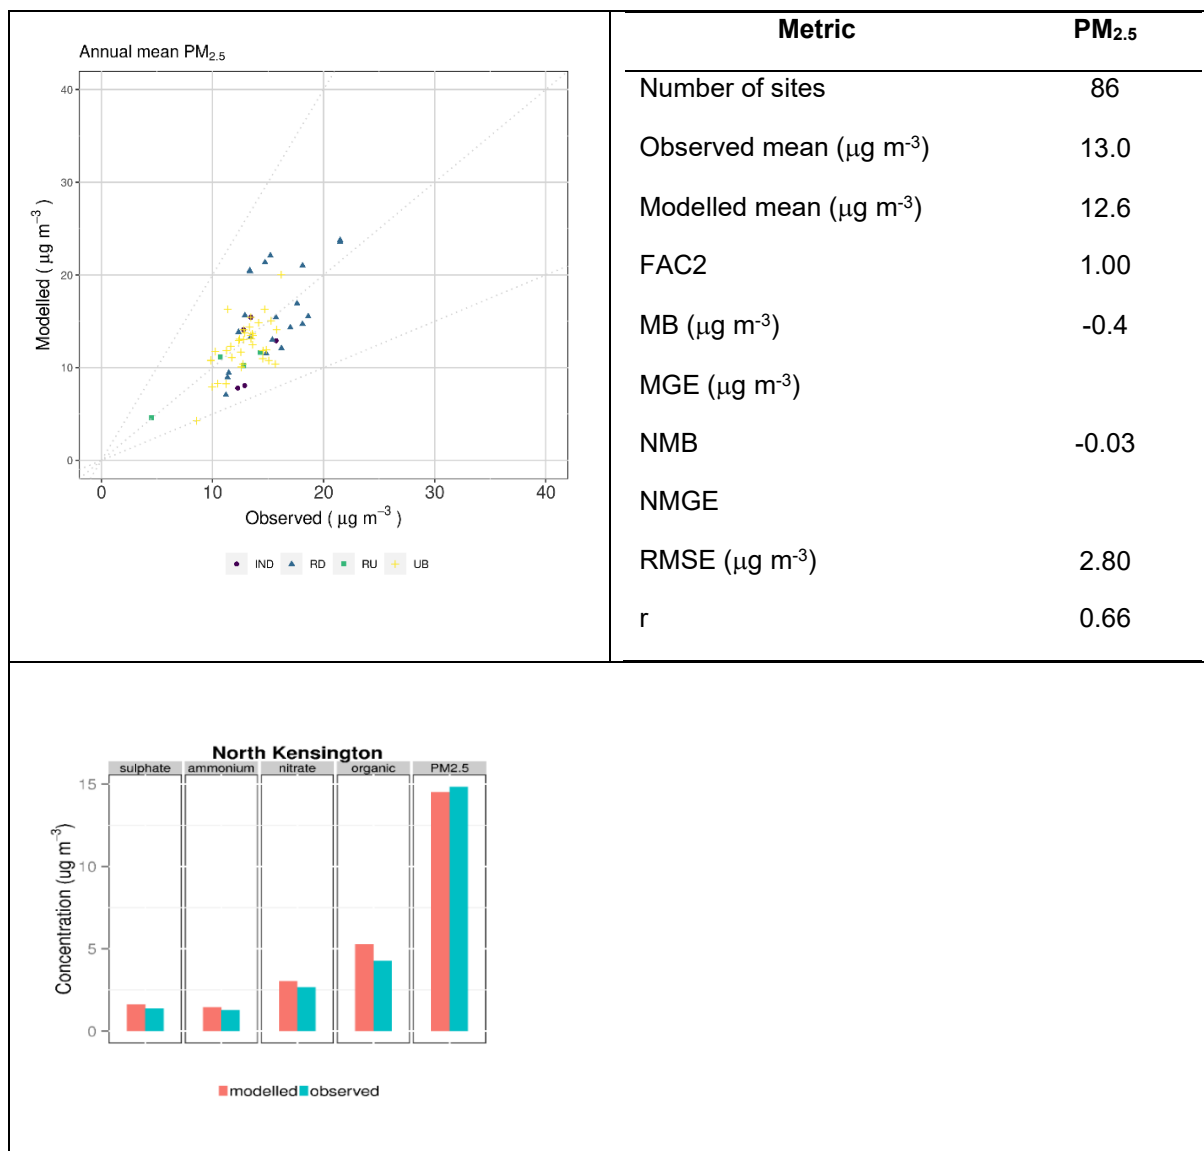 Annual mean PM2.5
40
30
20
10
0
Modelled ( μg m−3 )
0 10 20 30 40
Observed ( μg m−3 )
IND RD RU UB
Metric PM2.5
Number of sites 86
Observed mean (μg m-3) 13.0
Modelled mean (μg m-3) 12.6
FAC2 1.00
MB (μg m-3) -0.4
MGE (μg m-3)
NMB -0.03
NMGE
RMSE (μg m-3) 2.80
r 0.66
North Kensington
sulphate ammonium nitrate organic PM2.5
15
10
5
0
Concentration (ug m−3)
modelled observed